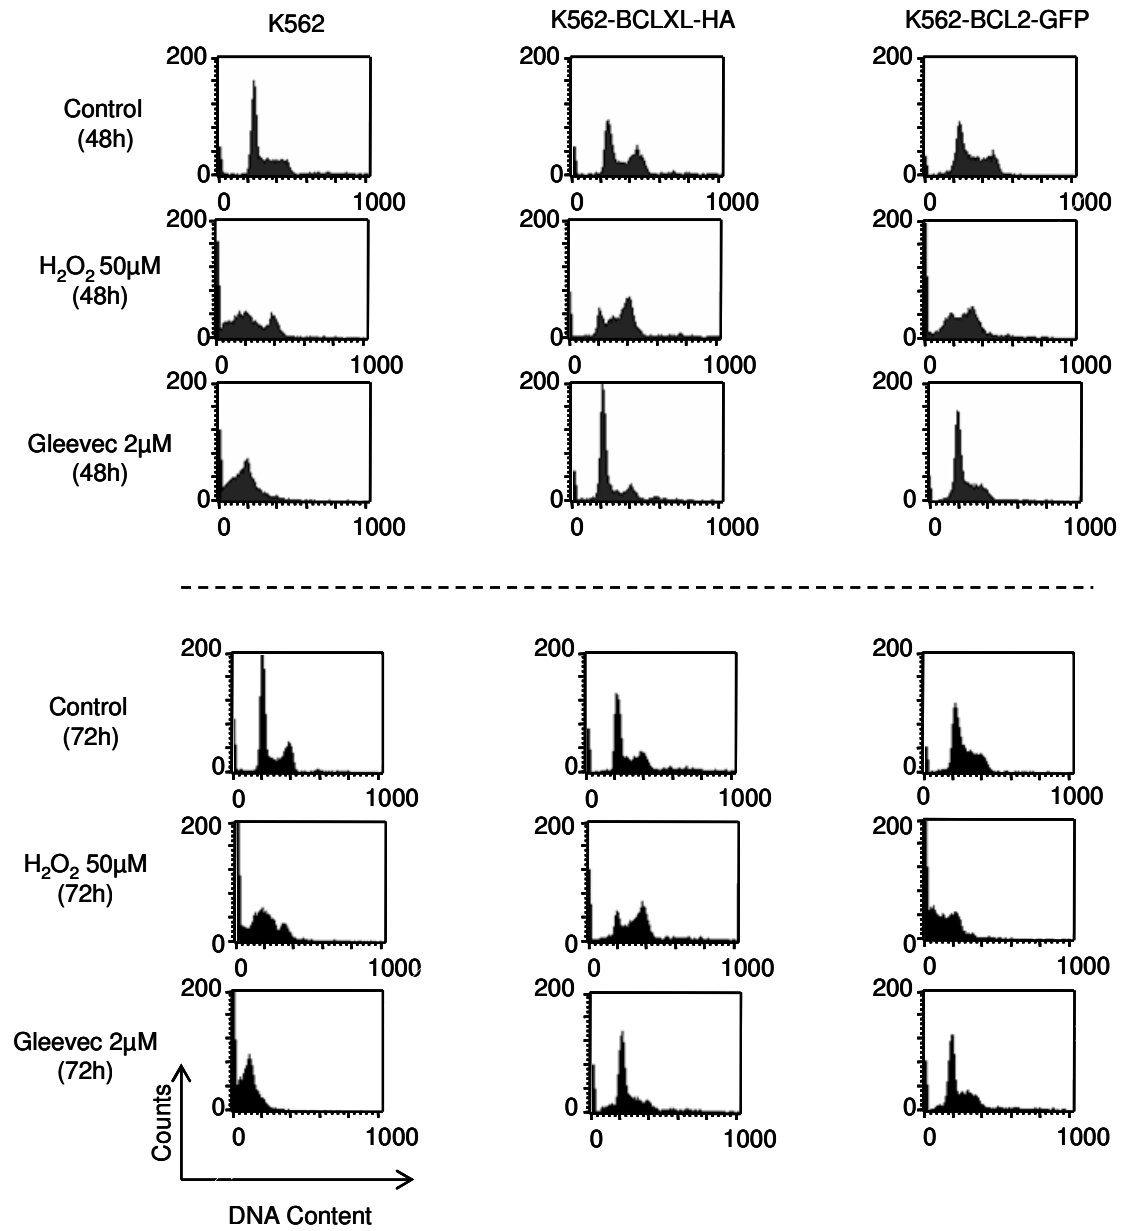 K562 K562-BCLXL-HA K562-BCL2-GFP
200 200 200
Control
(48h)
0 0 0
0 1000 0 1000 0 1000
200 200 200
H₂O₂ 50µM
(48h)
0 0 0
0 1000 0 1000 0 1000
200 200 200
Gleevec 2µM
(48h)
0 0 0
0 1000 0 1000 0 1000
200 200 200
Control
(72h)
0 0 0
0 1000 0 1000 0 1000
200 200 200
H₂O₂ 50µM
(72h)
0 0 0
0 1000 0 1000 0 1000
200 200 200
Gleevec 2µM
(72h)
0 0 0
0 1000 0 1000 0 1000
Counts
DNA Content